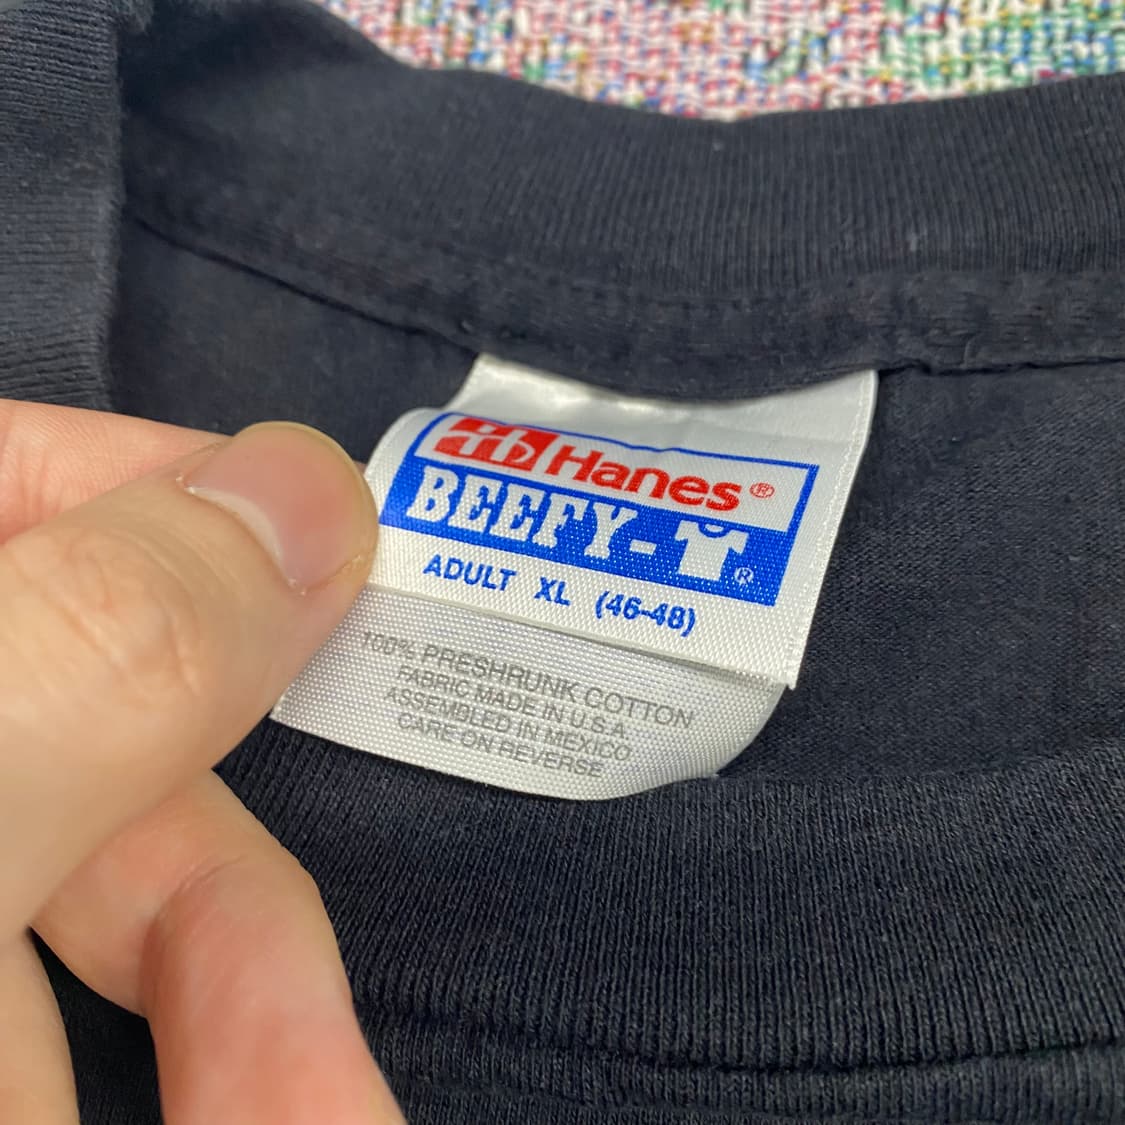 Hanes®
BEEFY-T®
ADULT XL (46-48)
100% PRESHRUNK COTTON
FABRIC MADE IN U.S.A
ASSEMBLED IN MEXICO
CARE ON REVERSE